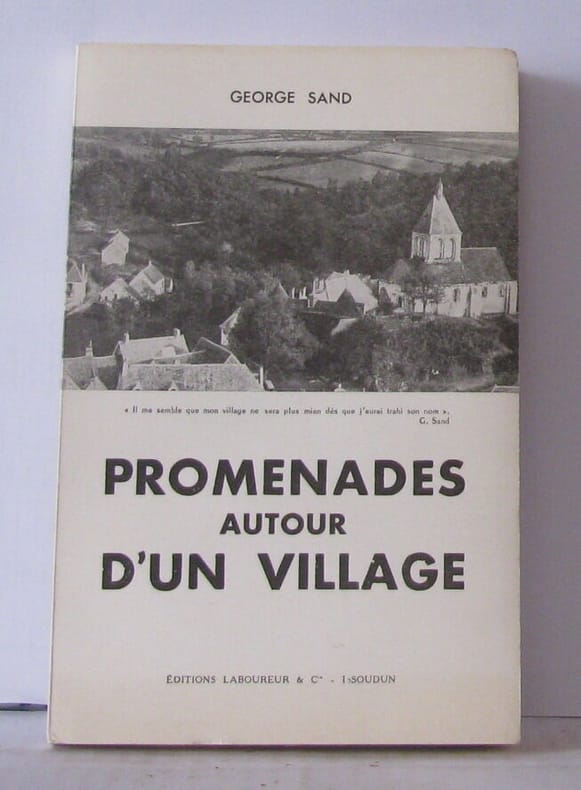 GEORGE SAND
« Il me semble que mon village ne sera plus mien dés que j'aurai trahi son nom ».
G. Sand
PROMENADES
AUTOUR
D'UN VILLAGE
ÉDITIONS LABOUREUR & Cie - ISSOUDUN